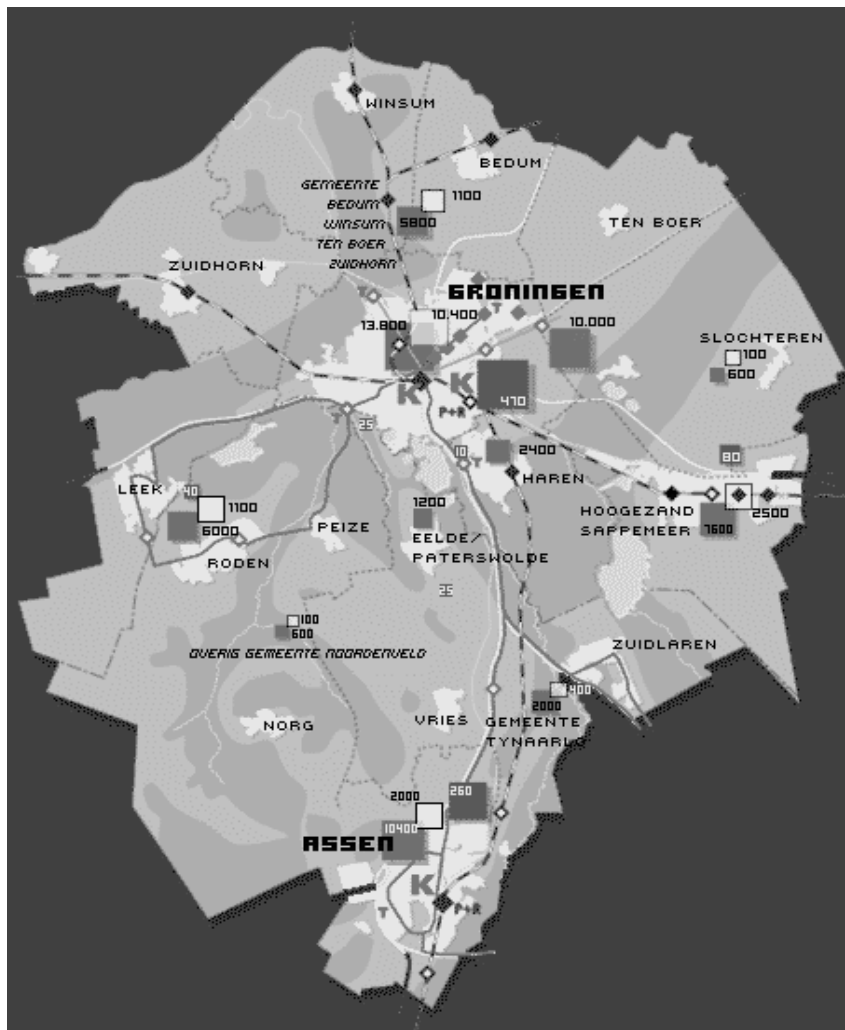 WINSUM
BEDUM
GEMEENTE
BEDUM
WINSUM
TEN BOER
ZUIDHORN
1100
5800
TEN BOER
ZUIDHORN
T
GRONINGEN
T
10.400
13.800
10.000
SLOCHTEREN
100
600
K
K
470
P+R
T
25
10
T
2400
HAREN
80
LEEK
40
1100
6000
RODEN
PEIZE
1200
EELDE/
PATERSWOLDE
HOOGEZAND
SAPPEMEER
7600
2500
25
100
600
OVERIG GEMEENTE NOORDENVELD
ZUIDLAREN
400
2000
NORG
VRIES
GEMEENTE
TYNAARLO
2000
260
10400
ASSEN
K
T
P+R